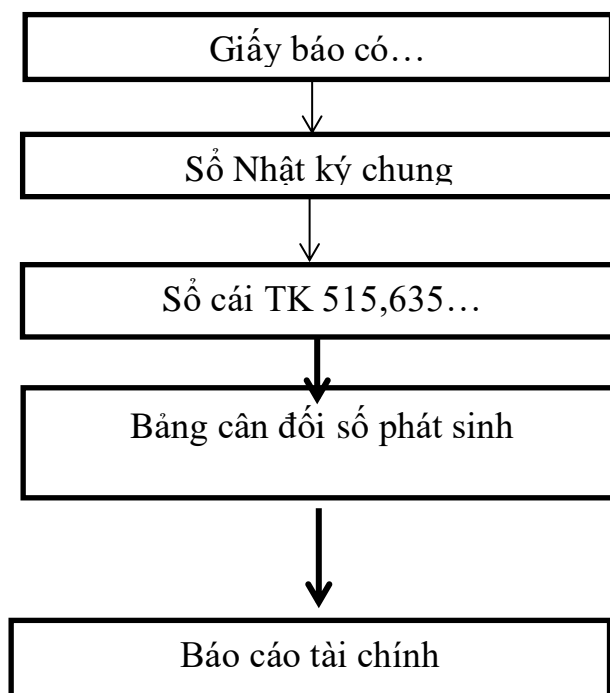 Giấy báo có…
Sổ Nhật ký chung
Sổ cái TK 515,635…
Bảng cân đối số phát sinh
Báo cáo tài chính